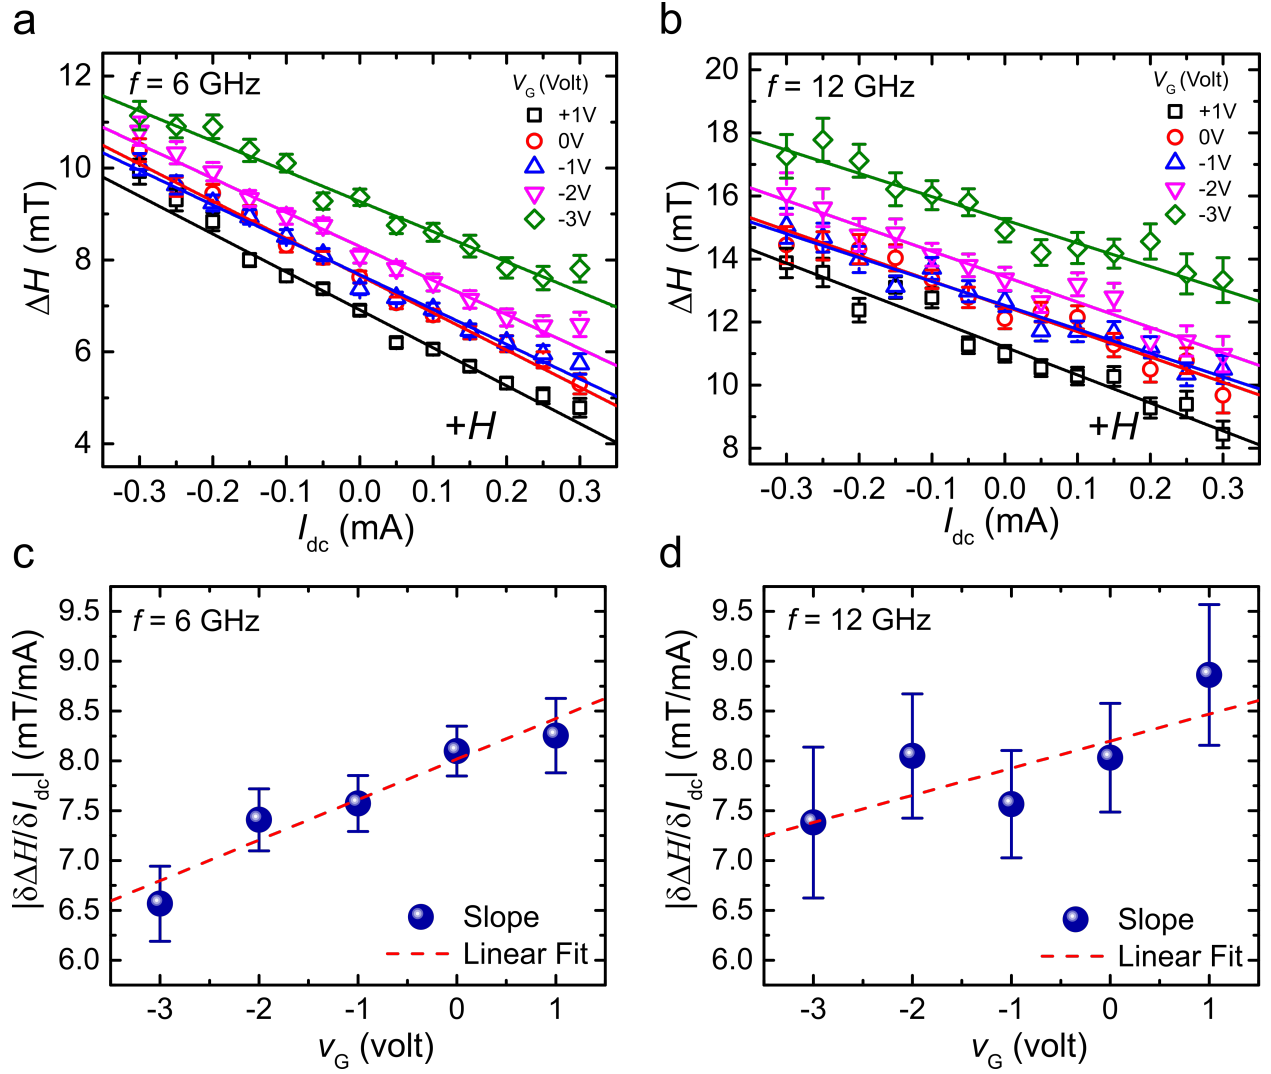 a
f = 6 GHz
V_G (Volt)
+1V
0V
-1V
-2V
-3V
+H
12
10
8
6
4
ΔH (mT)
-0.3 -0.2 -0.1 0.0 0.1 0.2 0.3
I_dc (mA)
b
f = 12 GHz
V_G (Volt)
+1V
0V
-1V
-2V
-3V
+H
20
18
16
14
12
10
8
ΔH (mT)
-0.3 -0.2 -0.1 0.0 0.1 0.2 0.3
I_dc (mA)
c
f = 6 GHz
9.5
9.0
8.5
8.0
7.5
7.0
6.5
6.0
|δΔH/δI_dc| (mT/mA)
Slope
Linear Fit
-3 -2 -1 0 1
v_G (volt)
d
f = 12 GHz
9.5
9.0
8.5
8.0
7.5
7.0
6.5
6.0
|δΔH/δI_dc| (mT/mA)
Slope
Linear Fit
-3 -2 -1 0 1
v_G (volt)